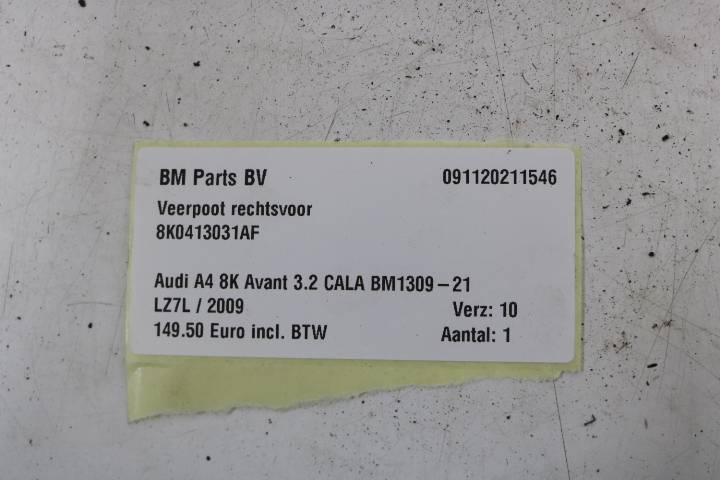 BM Parts BV 091120211546
Veerpoot rechtsvoor
8K0413031AF
Audi A4 8K Avant 3.2 CALA BM1309-21
LZ7L / 2009 Verz: 10
149.50 Euro incl. BTW Aantal: 1